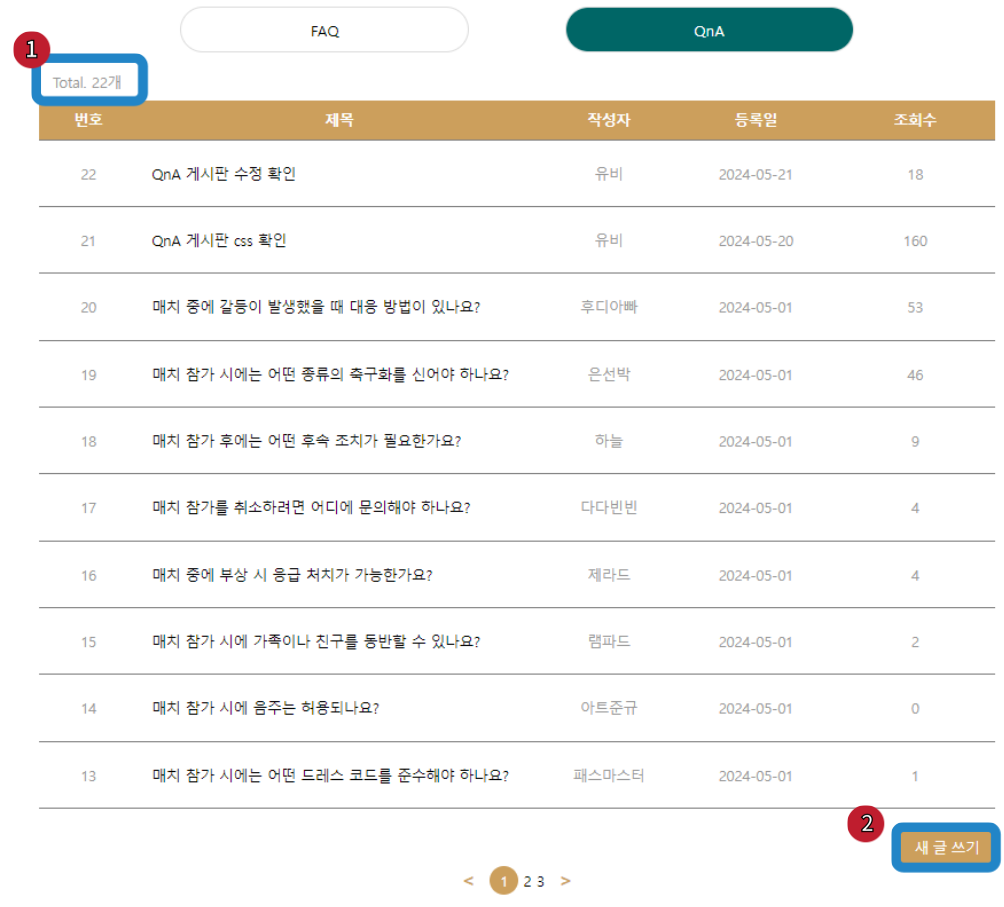 FAQ QnA
1
Total. 22개
번호 제목 작성자 등록일 조회수
22 QnA 게시판 수정 확인 유비 2024-05-21 18
21 QnA 게시판 css 확인 유비 2024-05-20 160
20 매치 중에 갈등이 발생했을 때 대응 방법이 있나요? 후디아빠 2024-05-01 53
19 매치 참가 시에는 어떤 종류의 축구화를 신어야 하나요? 은선박 2024-05-01 46
18 매치 참가 후에는 어떤 후속 조치가 필요한가요? 하늘 2024-05-01 9
17 매치 참가를 취소하려면 어디에 문의해야 하나요? 다다빈빈 2024-05-01 4
16 매치 중에 부상 시 응급 처치가 가능한가요? 제라드 2024-05-01 4
15 매치 참가 시에 가족이나 친구를 동반할 수 있나요? 램파드 2024-05-01 2
14 매치 참가 시에 음주는 허용되나요? 아트준규 2024-05-01 0
13 매치 참가 시에는 어떤 드레스 코드를 준수해야 하나요? 패스마스터 2024-05-01 1
2
새 글 쓰기
< 1 2 3 >